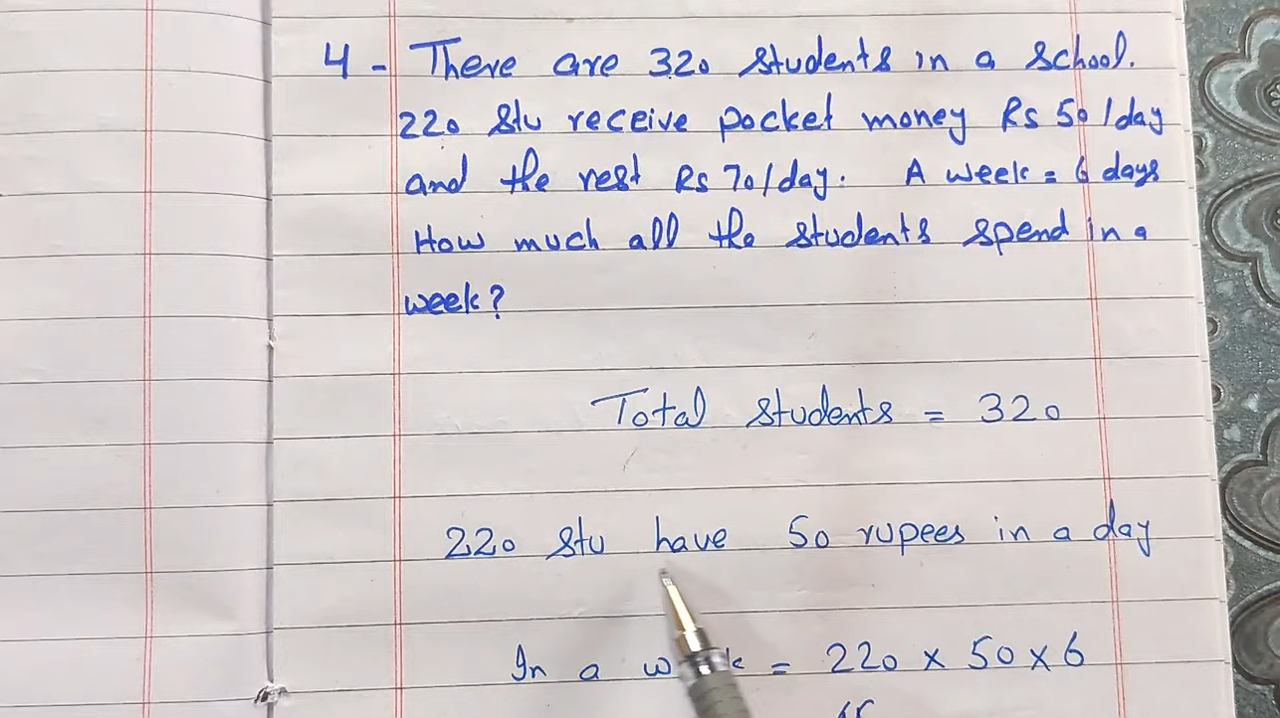 4 - There are 320 students in a school.
220 stu receive pocket money Rs 50/day
and the rest Rs 70/day. A week = 6 days
How much all the students spend in a
week?
Total students = 320
220 stu have 50 rupees in a day
In a = 220 x 50 x 6